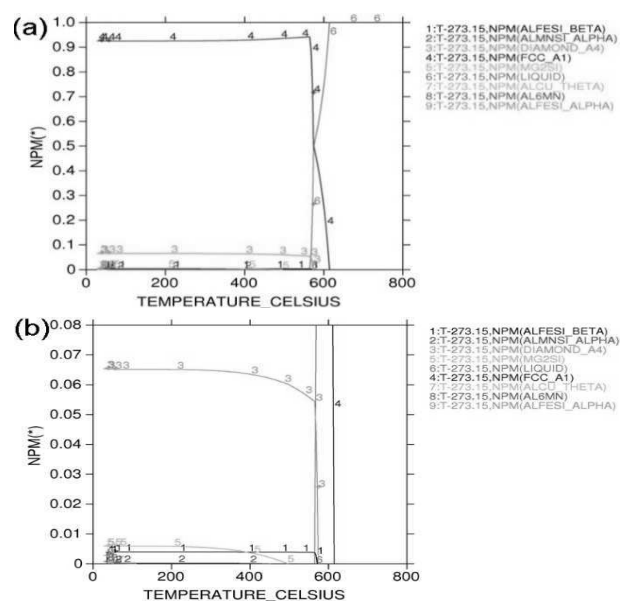 (a)
1:T-273.15,NPM(ALFESI_BETA)
2:T-273.15,NPM(ALMNSI_ALPHA)
3:T-273.15,NPM(DIAMOND_A4)
4:T-273.15,NPM(FCC_A1)
5:T-273.15,NPM(MG2SI)
6:T-273.15,NPM(LIQUID)
7:T-273.15,NPM(ALCU_THETA)
8:T-273.15,NPM(AL6MN)
9:T-273.15,NPM(ALFESI_ALPHA)
1.0
0.9
0.8
0.7
0.6
0.5
0.4
0.3
0.2
0.1
0
NPM(*)
0 200 400 600 800
TEMPERATURE_CELSIUS
(b)
1:T-273.15,NPM(ALFESI_BETA)
2:T-273.15,NPM(ALMNSI_ALPHA)
3:T-273.15,NPM(DIAMOND_A4)
5:T-273.15,NPM(MG2SI)
6:T-273.15,NPM(LIQUID)
4:T-273.15,NPM(FCC_A1)
7:T-273.15,NPM(ALCU_THETA)
8:T-273.15,NPM(AL6MN)
9:T-273.15,NPM(ALFESI_ALPHA)
0.08
0.07
0.06
0.05
0.04
0.03
0.02
0.01
0
NPM(*)
0 200 400 600 800
TEMPERATURE_CELSIUS